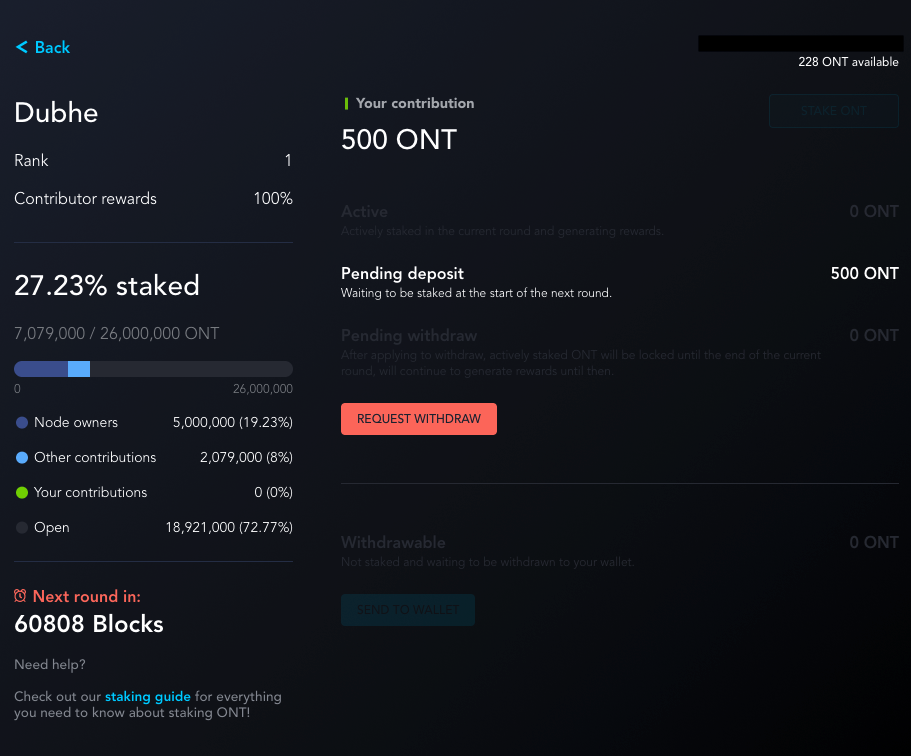 < Back
228 ONT available
Dubhe
Rank 1
Contributor rewards 100%
27.23% staked
7,079,000 / 26,000,000 ONT
0 26,000,000
Node owners 5,000,000 (19.23%)
Other contributions 2,079,000 (8%)
Your contributions 0 (0%)
Open 18,921,000 (72.77%)
Next round in:
60808 Blocks
Need help?
Check out our staking guide for everything
you need to know about staking ONT!
Your contribution
500 ONT
STAKE ONT
Active 0 ONT
Actively staked in the current round and generating rewards.
Pending deposit 500 ONT
Waiting to be staked at the start of the next round.
Pending withdraw 0 ONT
After applying to withdraw, actively staked ONT will be locked until the end of the current
round, will continue to generate rewards until then.
REQUEST WITHDRAW
Withdrawable 0 ONT
Not staked and waiting to be withdrawn to your wallet.
SEND TO WALLET